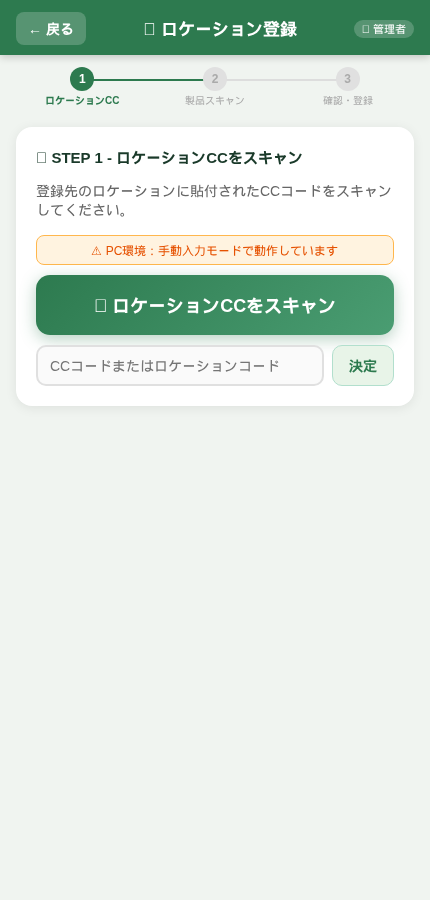 ← 戻る
ロケーション登録
管理者
1
2
3
ロケーションCC
製品スキャン
確認・登録
STEP 1 - ロケーションCCをスキャン
登録先のロケーションに貼付されたCCコードをスキャン
してください。
⚠ PC環境：手動入力モードで動作しています
ロケーションCCをスキャン
CCコードまたはロケーションコード
決定